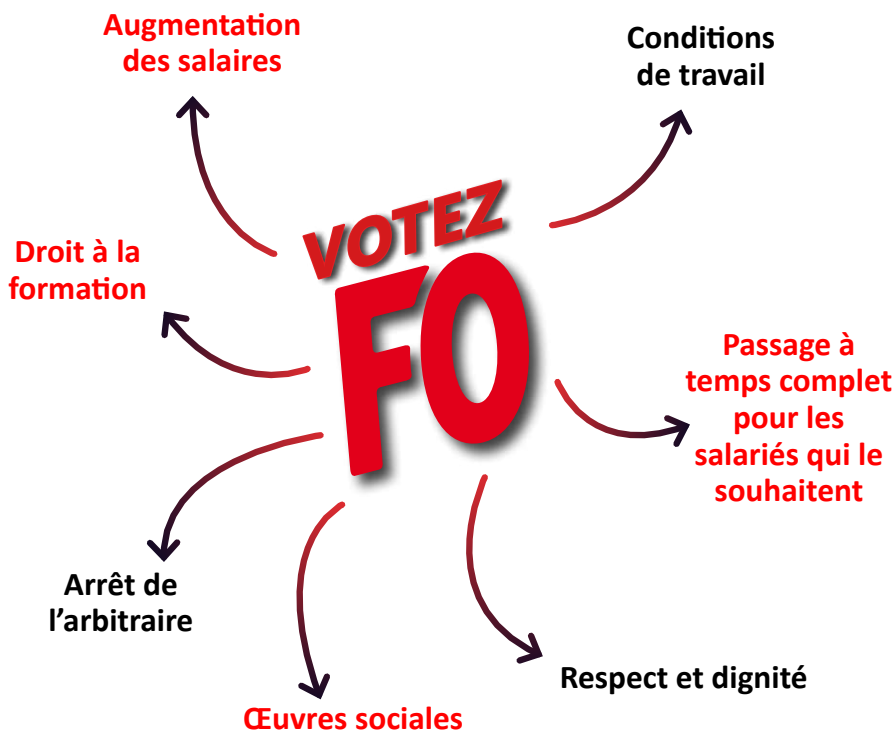 Augmentation
des salaires
Conditions
de travail
VOTEZ
FO
Droit à la
formation
Passage à
temps complet
pour les
salariés qui le
souhaitent
Arrêt de
l’arbitraire
Respect et dignité
Œuvres sociales